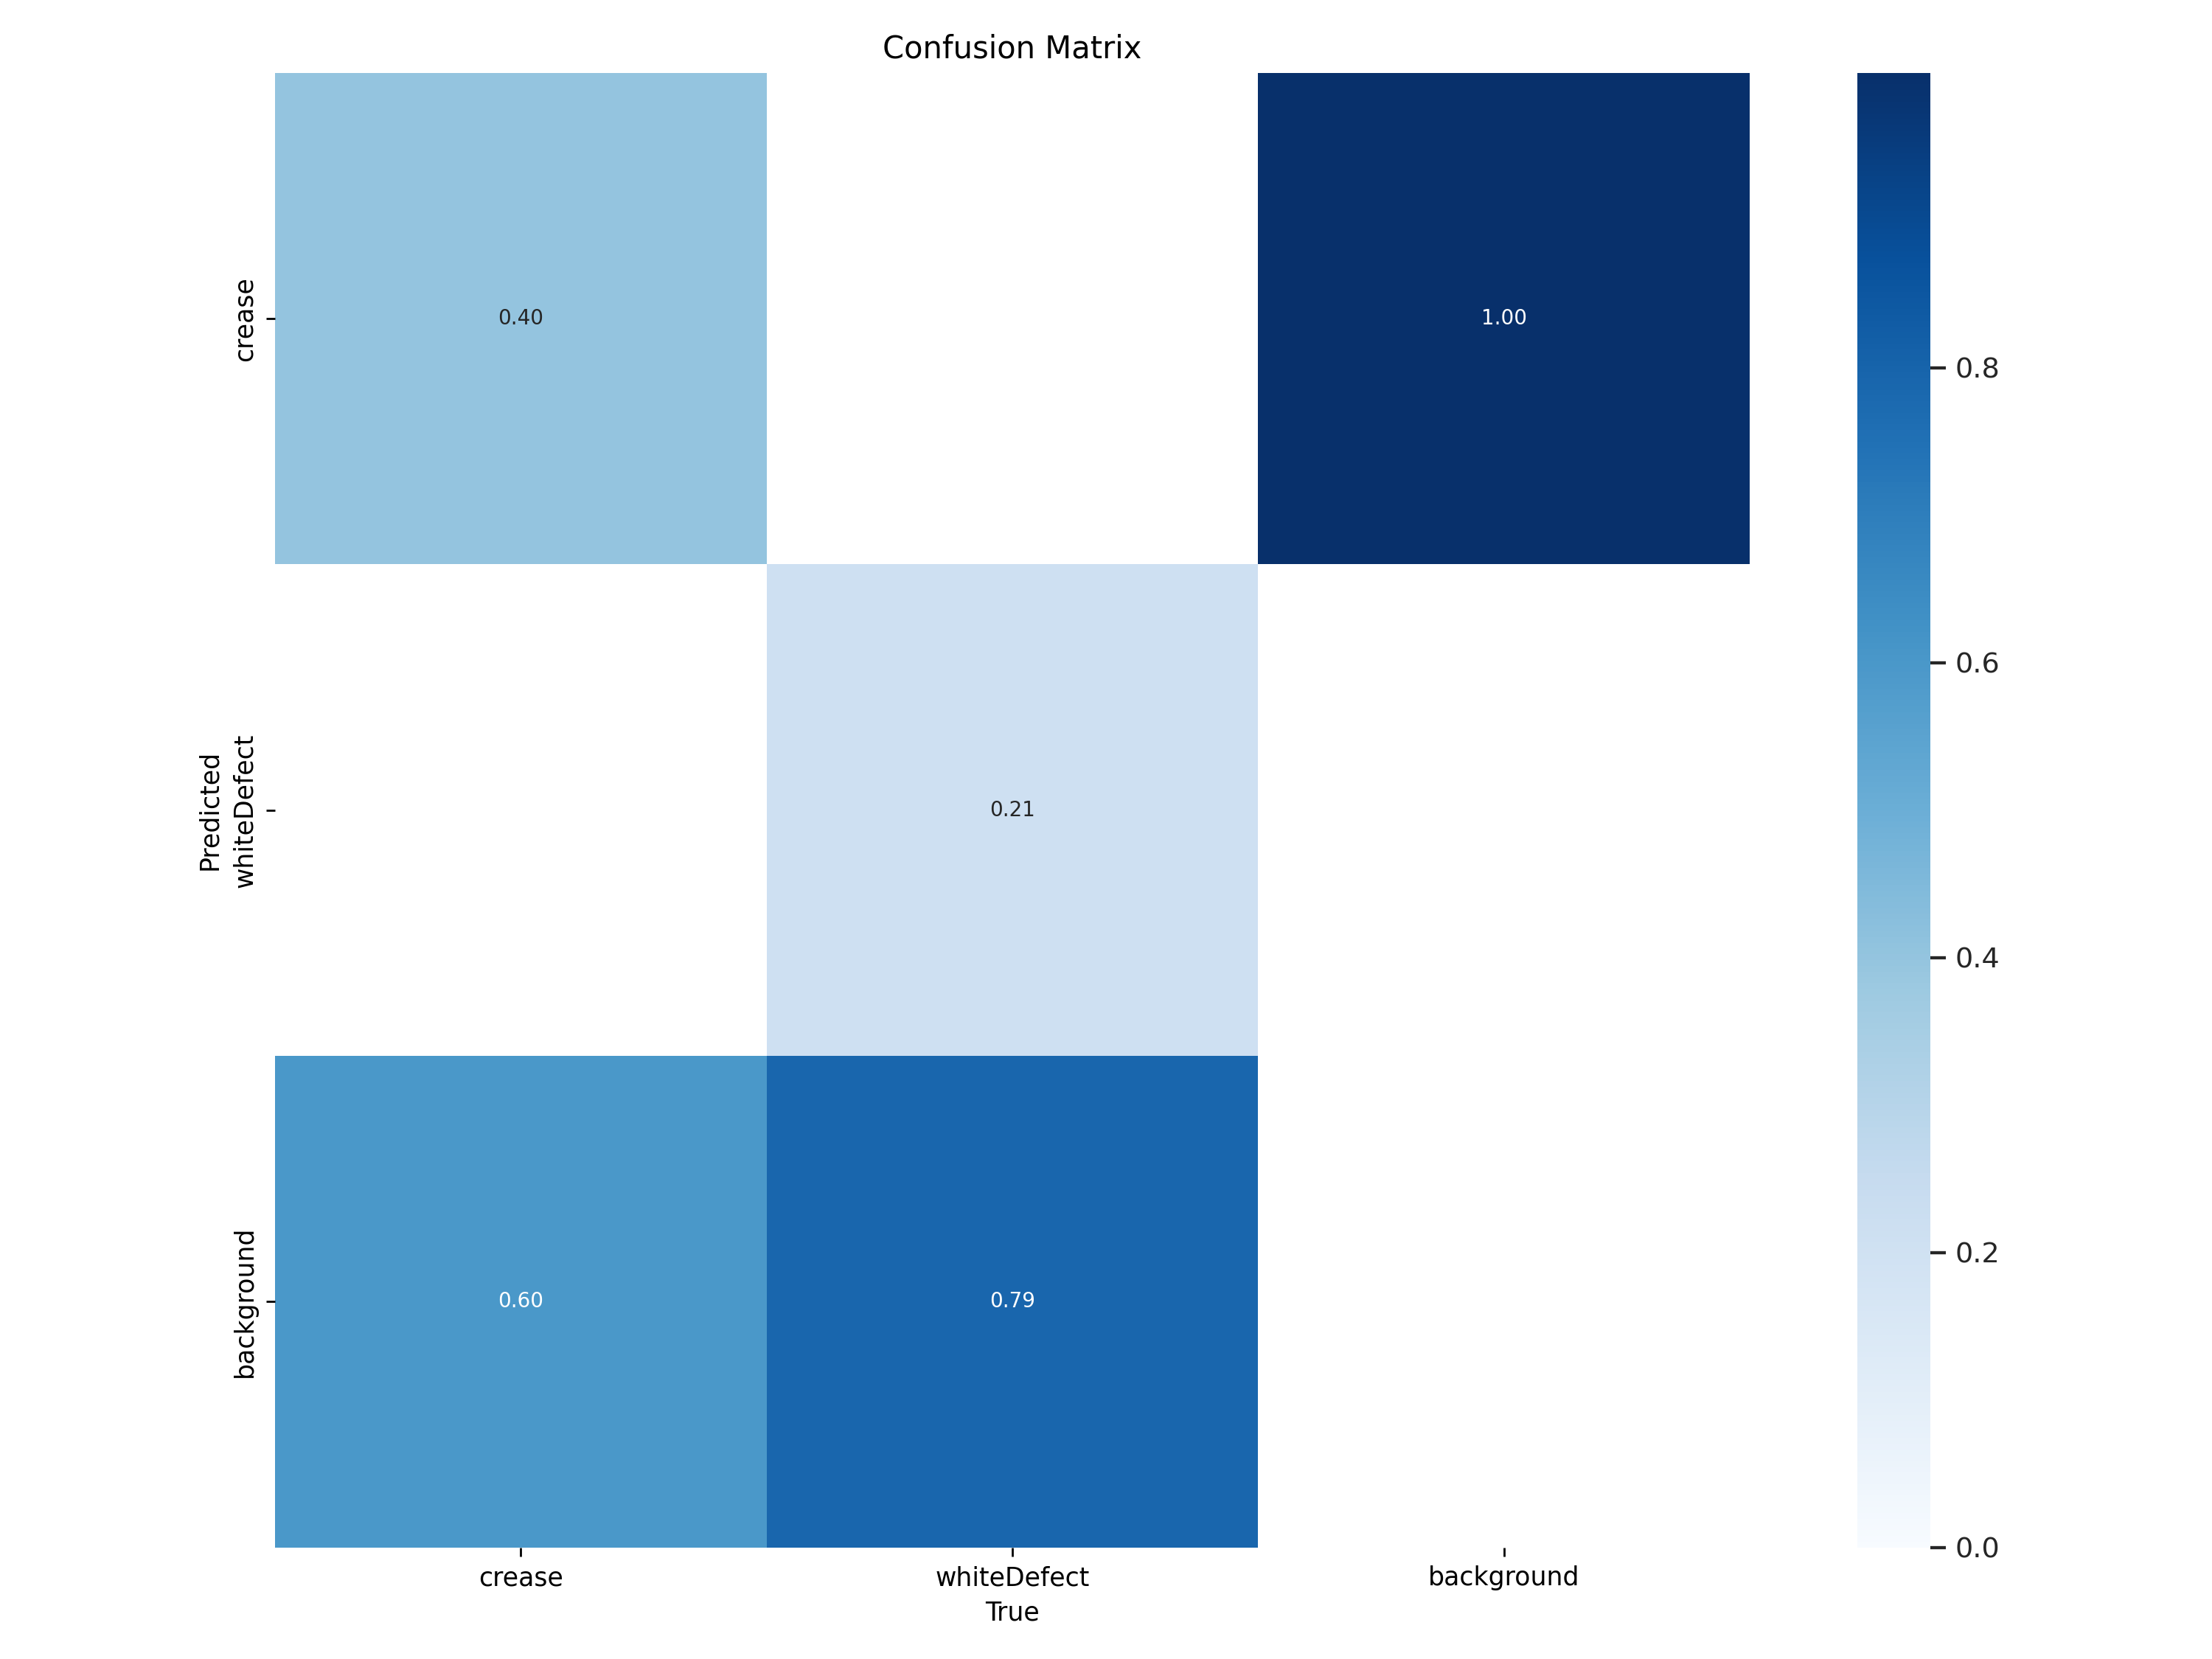 Confusion Matrix
crease
0.40
1.00
0.8
0.6
Predicted
whiteDefect
0.21
0.4
0.2
background
0.60
0.79
0.0
crease
whiteDefect
background
True